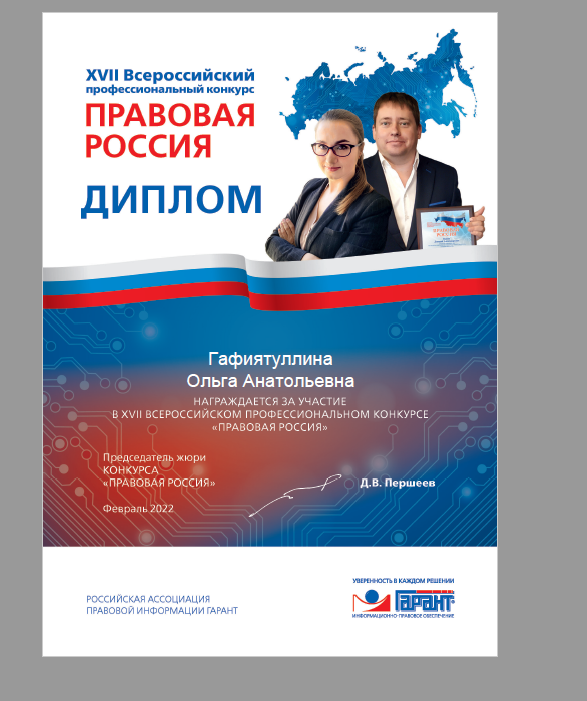 XVII Всероссийский
профессиональный конкурс
ПРАВОВАЯ
РОССИЯ
ДИПЛОМ
Гафиятуллина
Ольга Анатольевна
НАГРАЖДАЕТСЯ ЗА УЧАСТИЕ
В XVII ВСЕРОССИЙСКОМ ПРОФЕССИОНАЛЬНОМ КОНКУРСЕ
«ПРАВОВАЯ РОССИЯ»
Председатель жюри
КОНКУРСА
«ПРАВОВАЯ РОССИЯ»
Д.В. Першеев
Февраль 2022
РОССИЙСКАЯ АССОЦИАЦИЯ
ПРАВОВОЙ ИНФОРМАЦИИ ГАРАНТ
УВЕРЕННОСТЬ В КАЖДОМ РЕШЕНИИ
ГАРАНТ
ИНФОРМАЦИОННО-ПРАВОВОЕ ОБЕСПЕЧЕНИЕ